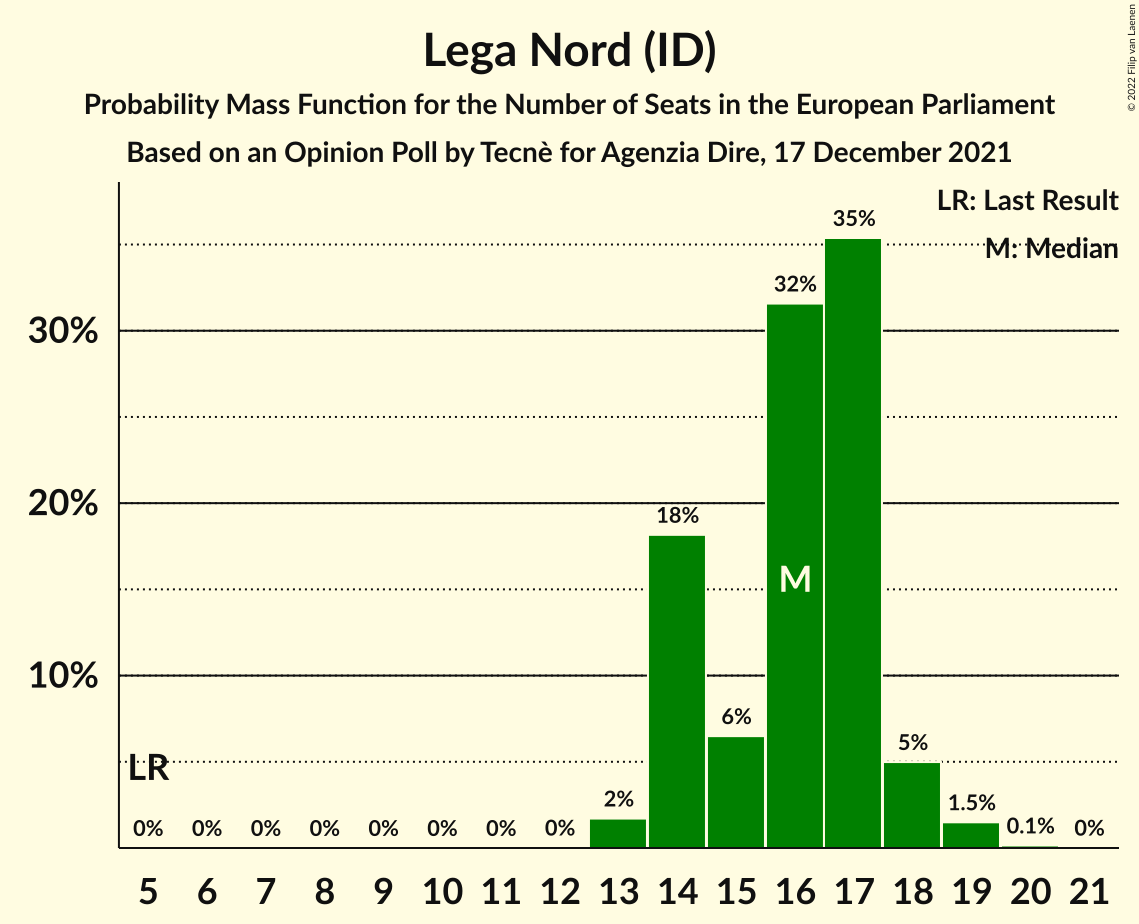 Lega Nord (ID)
Probability Mass Function for the Number of Seats in the European Parliament
Based on an Opinion Poll by Tecnè for Agenzia Dire, 17 December 2021
© 2022 Filip van Laenen
LR: Last Result
M: Median
35%
32%
30%
20%
18%
M
10%
6%
5%
LR
2%
1.5%
0% 0% 0% 0% 0% 0% 0% 0% 0.1% 0%
5 6 7 8 9 10 11 12 13 14 15 16 17 18 19 20 21